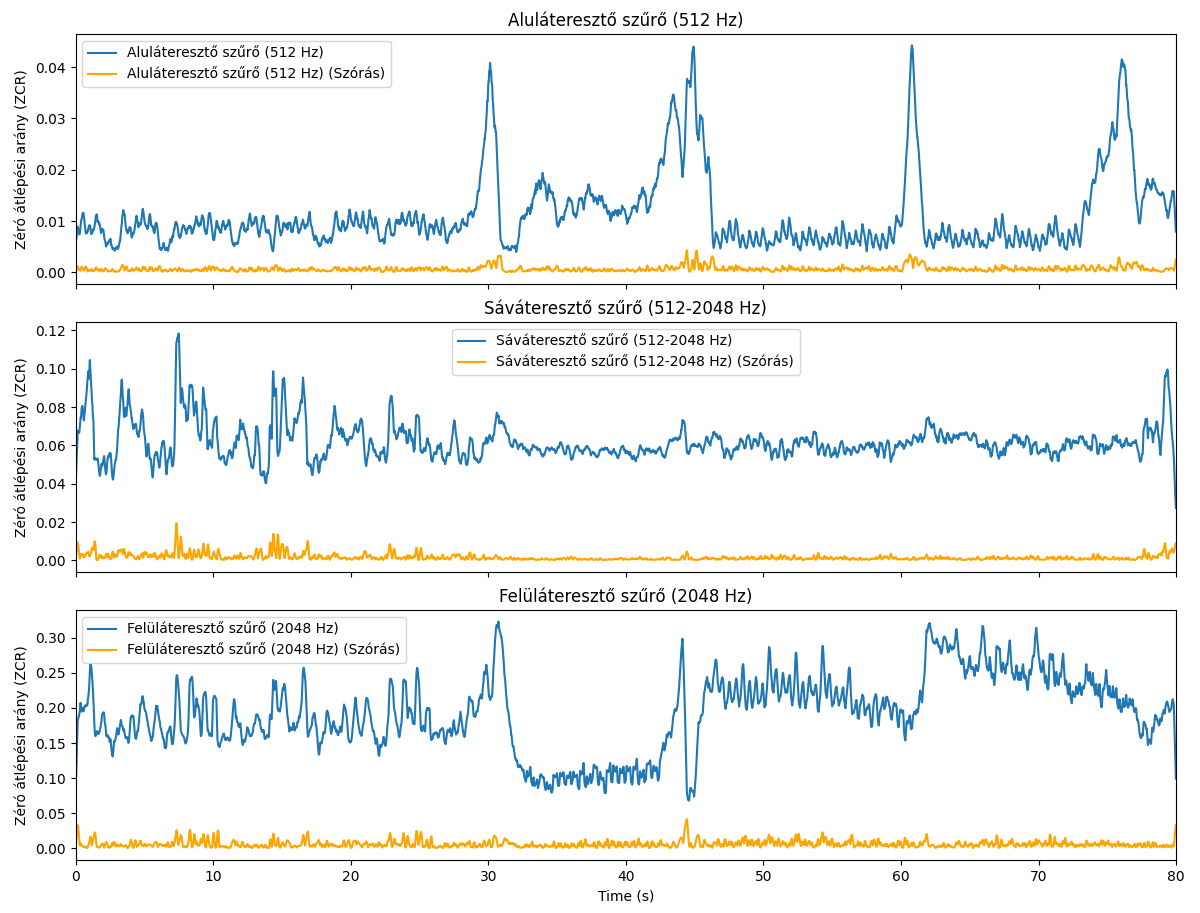 Aluláteresztő szűrő (512 Hz)
Zéró átlépési arány (ZCR)
0.04
0.03
0.02
0.01
0.00
Aluláteresztő szűrő (512 Hz)
Aluláteresztő szűrő (512 Hz) (Szórás)
Sáváteresztő szűrő (512-2048 Hz)
Zéró átlépési arány (ZCR)
0.12
0.10
0.08
0.06
0.04
0.02
0.00
Sáváteresztő szűrő (512-2048 Hz)
Sáváteresztő szűrő (512-2048 Hz) (Szórás)
Felüláteresztő szűrő (2048 Hz)
Zéró átlépési arány (ZCR)
0.30
0.25
0.20
0.15
0.10
0.05
0.00
Felüláteresztő szűrő (2048 Hz)
Felüláteresztő szűrő (2048 Hz) (Szórás)
0 10 20 30 40 50 60 70 80
Time (s)